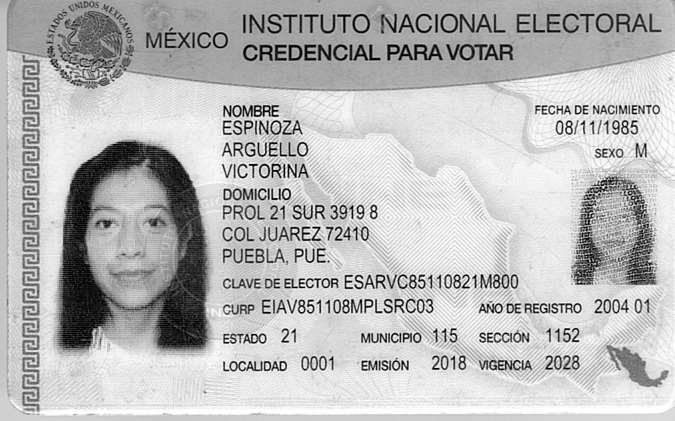 ESTADOS UNIDOS MEXICANOS
MÉXICO INSTITUTO NACIONAL ELECTORAL
CREDENCIAL PARA VOTAR
NOMBRE
ESPINOZA
ARGUELLO
VICTORINA
FECHA DE NACIMIENTO
08/11/1985
SEXO M
DOMICILIO
PROL 21 SUR 3919 8
COL JUAREZ 72410
PUEBLA, PUE.
CLAVE DE ELECTOR ESARVC85110821M800
CURP EIAV851108MPLSRC03 AÑO DE REGISTRO 2004 01
ESTADO 21 MUNICIPIO 115 SECCIÓN 1152
LOCALIDAD 0001 EMISIÓN 2018 VIGENCIA 2028